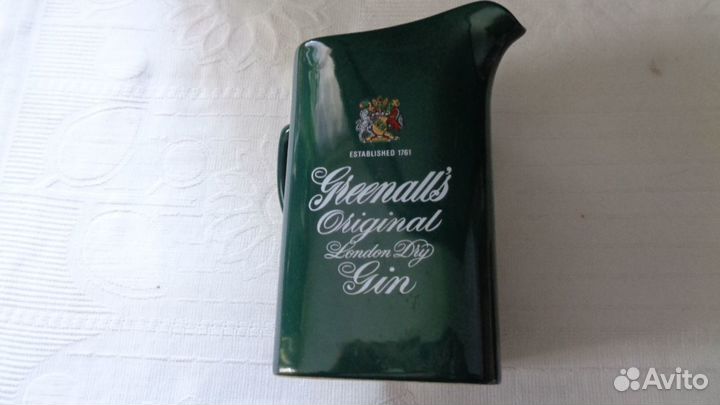 ESTABLISHED 1761
Greenall's
Original
London Dry
Gin
Avito